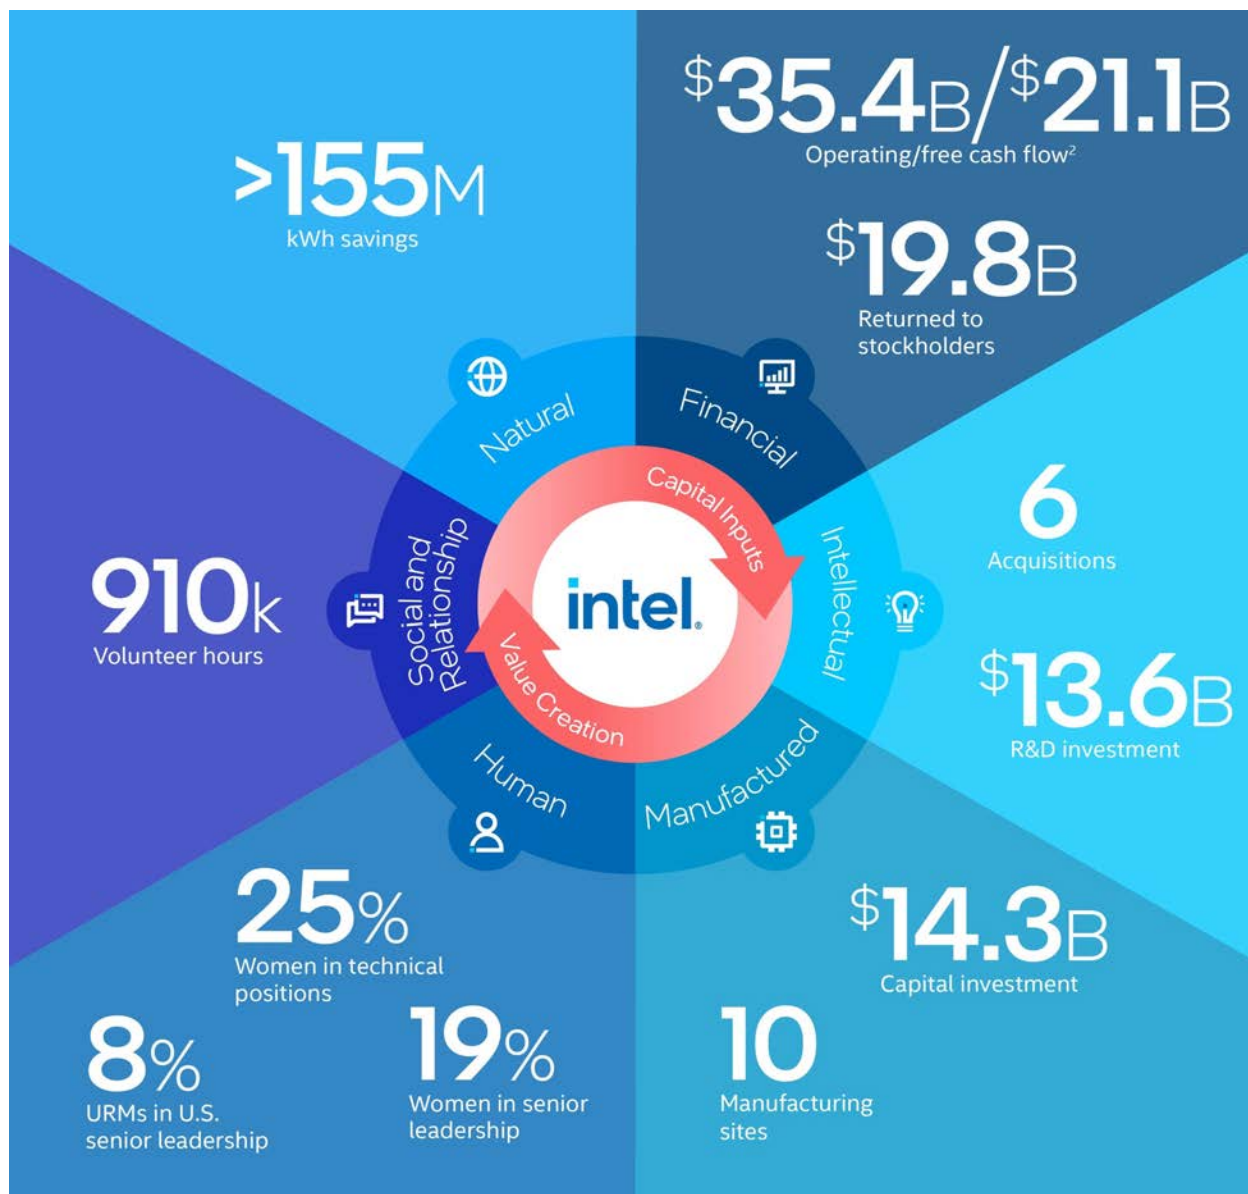 $35.4B/$21.1B
Operating/free cash flow²
$19.8B
Returned to
stockholders
>155M
kWh savings
Natural
Financial
Capital Inputs
6
Acquisitions
Intellectual
$13.6B
R&D investment
910k
Volunteer hours
Social and
Relationship
intel.
Value Creation
Human
Manufactured
25%
Women in technical
positions
8%
URMs in U.S.
senior leadership
19%
Women in senior
leadership
$14.3B
Capital investment
10
Manufacturing
sites